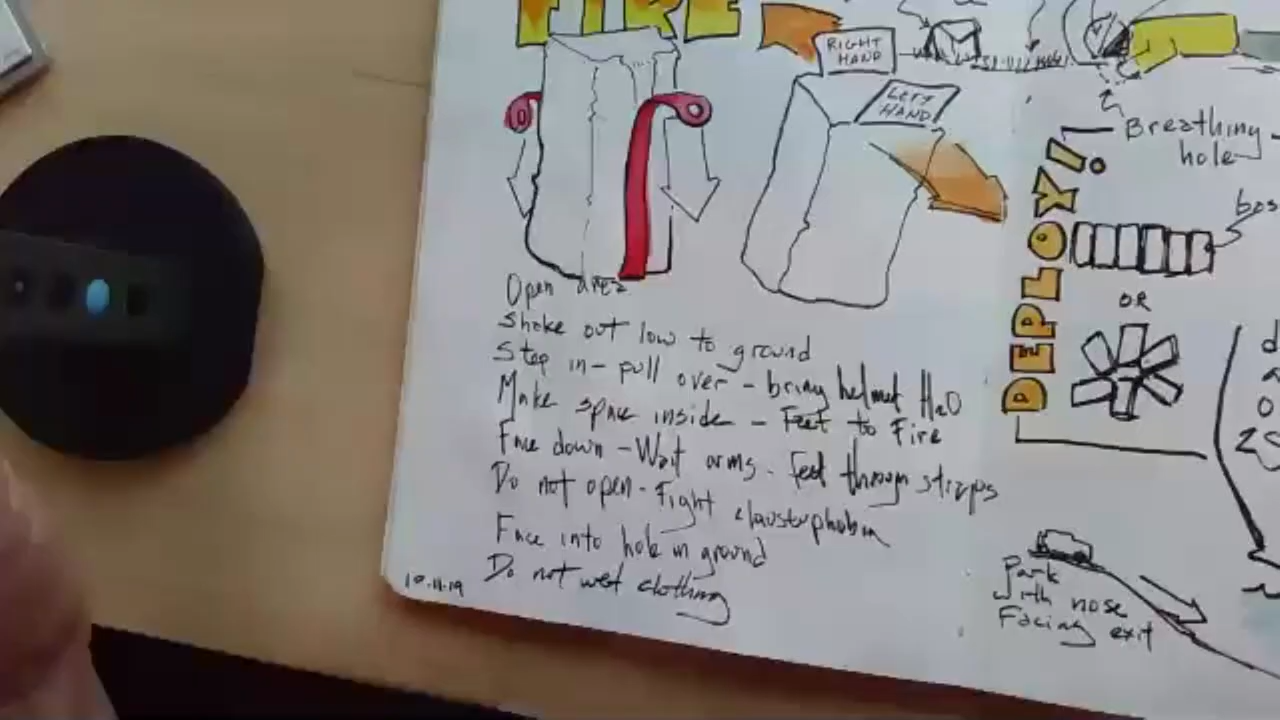 FIRE
RIGHT
HAND
LEFT
HAND
Open area
Shake out low to ground
Step in - pull over - bring helmet H2O
Make space inside - Feet to Fire
Face down - Wait arms - Feet through straps
Do not open - Fight claustrophobia
Face into hole in ground
Do not wet clothing
10.11.19
Breathing
hole
DEPLOY!
OR
Park
with nose
Facing exit